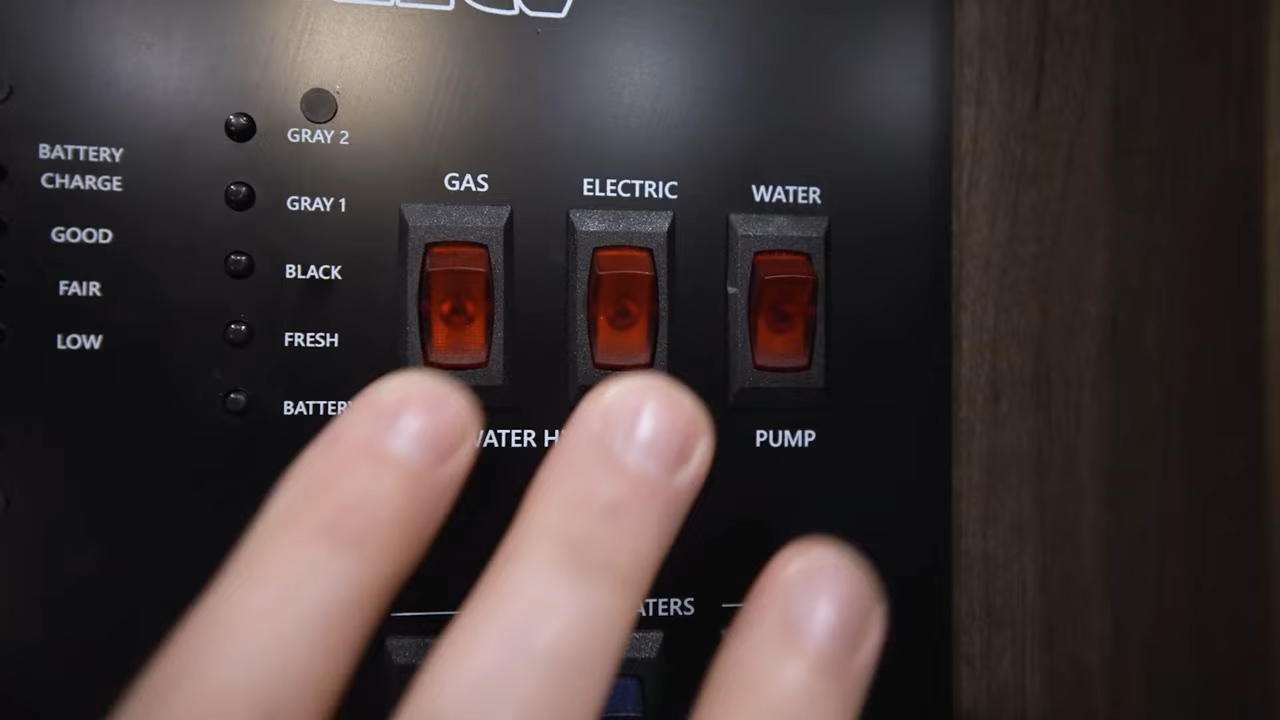 BATTERY
CHARGE
GOOD
FAIR
LOW
GRAY 2
GRAY 1
BLACK
FRESH
GAS
ELECTRIC
WATER
PUMP